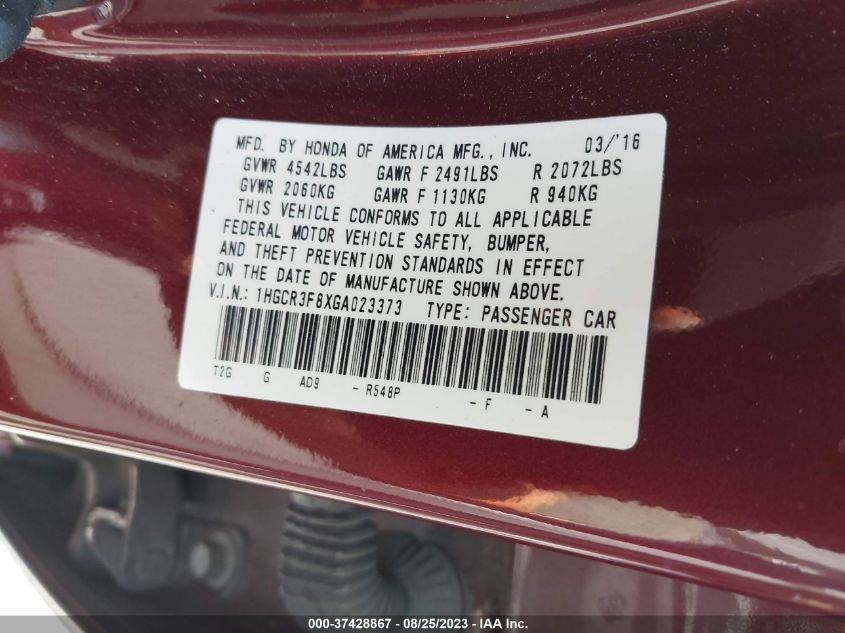 MFD. BY HONDA OF AMERICA MFG., INC. 03/'16
GVWR 4542LBS GAWR F 2491LBS R 2072LBS
GVWR 2060KG GAWR F 1130KG R 940KG
THIS VEHICLE CONFORMS TO ALL APPLICABLE
FEDERAL MOTOR VEHICLE SAFETY, BUMPER,
AND THEFT PREVENTION STANDARDS IN EFFECT
ON THE DATE OF MANUFACTURE SHOWN ABOVE.
V.I.N.: 1HGCR3F8XGA023373 TYPE: PASSENGER CAR
T2G G AD9 - R548P - F - A
000-37428867 / 08/25/2023 - IAA Inc.